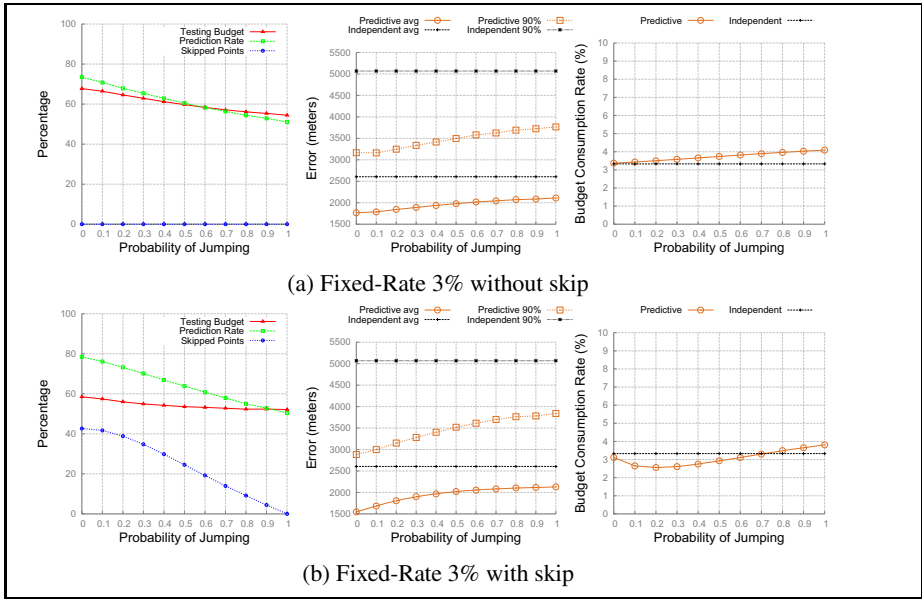 Testing Budget
Prediction Rate
Skipped Points
Percentage
100
80
60
40
20
0
0 0.1 0.2 0.3 0.4 0.5 0.6 0.7 0.8 0.9 1
Probability of Jumping
Predictive avg
Independent avg
Predictive 90%
Independent 90%
Error (meters)
5500
5000
4500
4000
3500
3000
2500
2000
1500
0 0.1 0.2 0.3 0.4 0.5 0.6 0.7 0.8 0.9 1
Probability of Jumping
Predictive
Independent
Budget Consumption Rate (%)
10
9
8
7
6
5
4
3
2
1
0
0 0.1 0.2 0.3 0.4 0.5 0.6 0.7 0.8 0.9 1
Probability of Jumping
(a) Fixed-Rate 3% without skip
Testing Budget
Prediction Rate
Skipped Points
Percentage
100
80
60
40
20
0
0 0.1 0.2 0.3 0.4 0.5 0.6 0.7 0.8 0.9 1
Probability of Jumping
Predictive avg
Independent avg
Predictive 90%
Independent 90%
Error (meters)
5500
5000
4500
4000
3500
3000
2500
2000
1500
0 0.1 0.2 0.3 0.4 0.5 0.6 0.7 0.8 0.9 1
Probability of Jumping
Predictive
Independent
Budget Consumption Rate (%)
10
9
8
7
6
5
4
3
2
1
0
0 0.1 0.2 0.3 0.4 0.5 0.6 0.7 0.8 0.9 1
Probability of Jumping
(b) Fixed-Rate 3% with skip